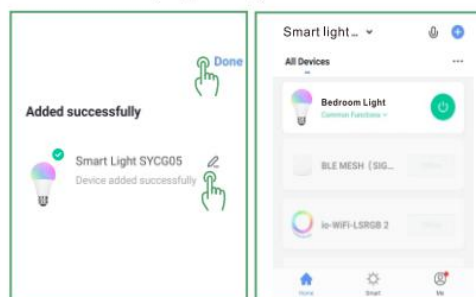 Done
Added successfully
Smart Light SYCG05
Device added successfully
Smart light...
All Devices
...
Bedroom Light
Common Functions
BLE MESH（SIG...
io-WiFi-LSRGB 2
Home
Smart
Me